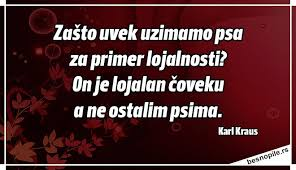 Zašto uvek uzimamo psa
za primer lojalnosti?
On je lojalan čoveku
a ne ostalim psima.
Karl Kraus
besnopile.rs